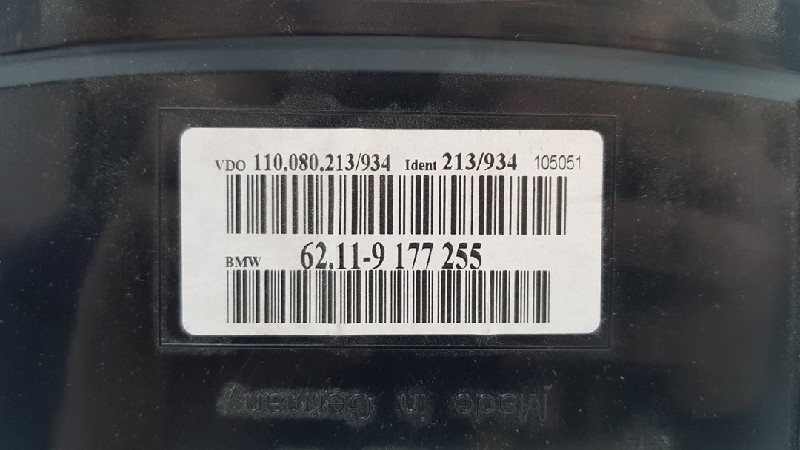 VDO 110.080.213/934 Ident 213/934 105051
BMW 62.11-9 177 255
Made in Germany